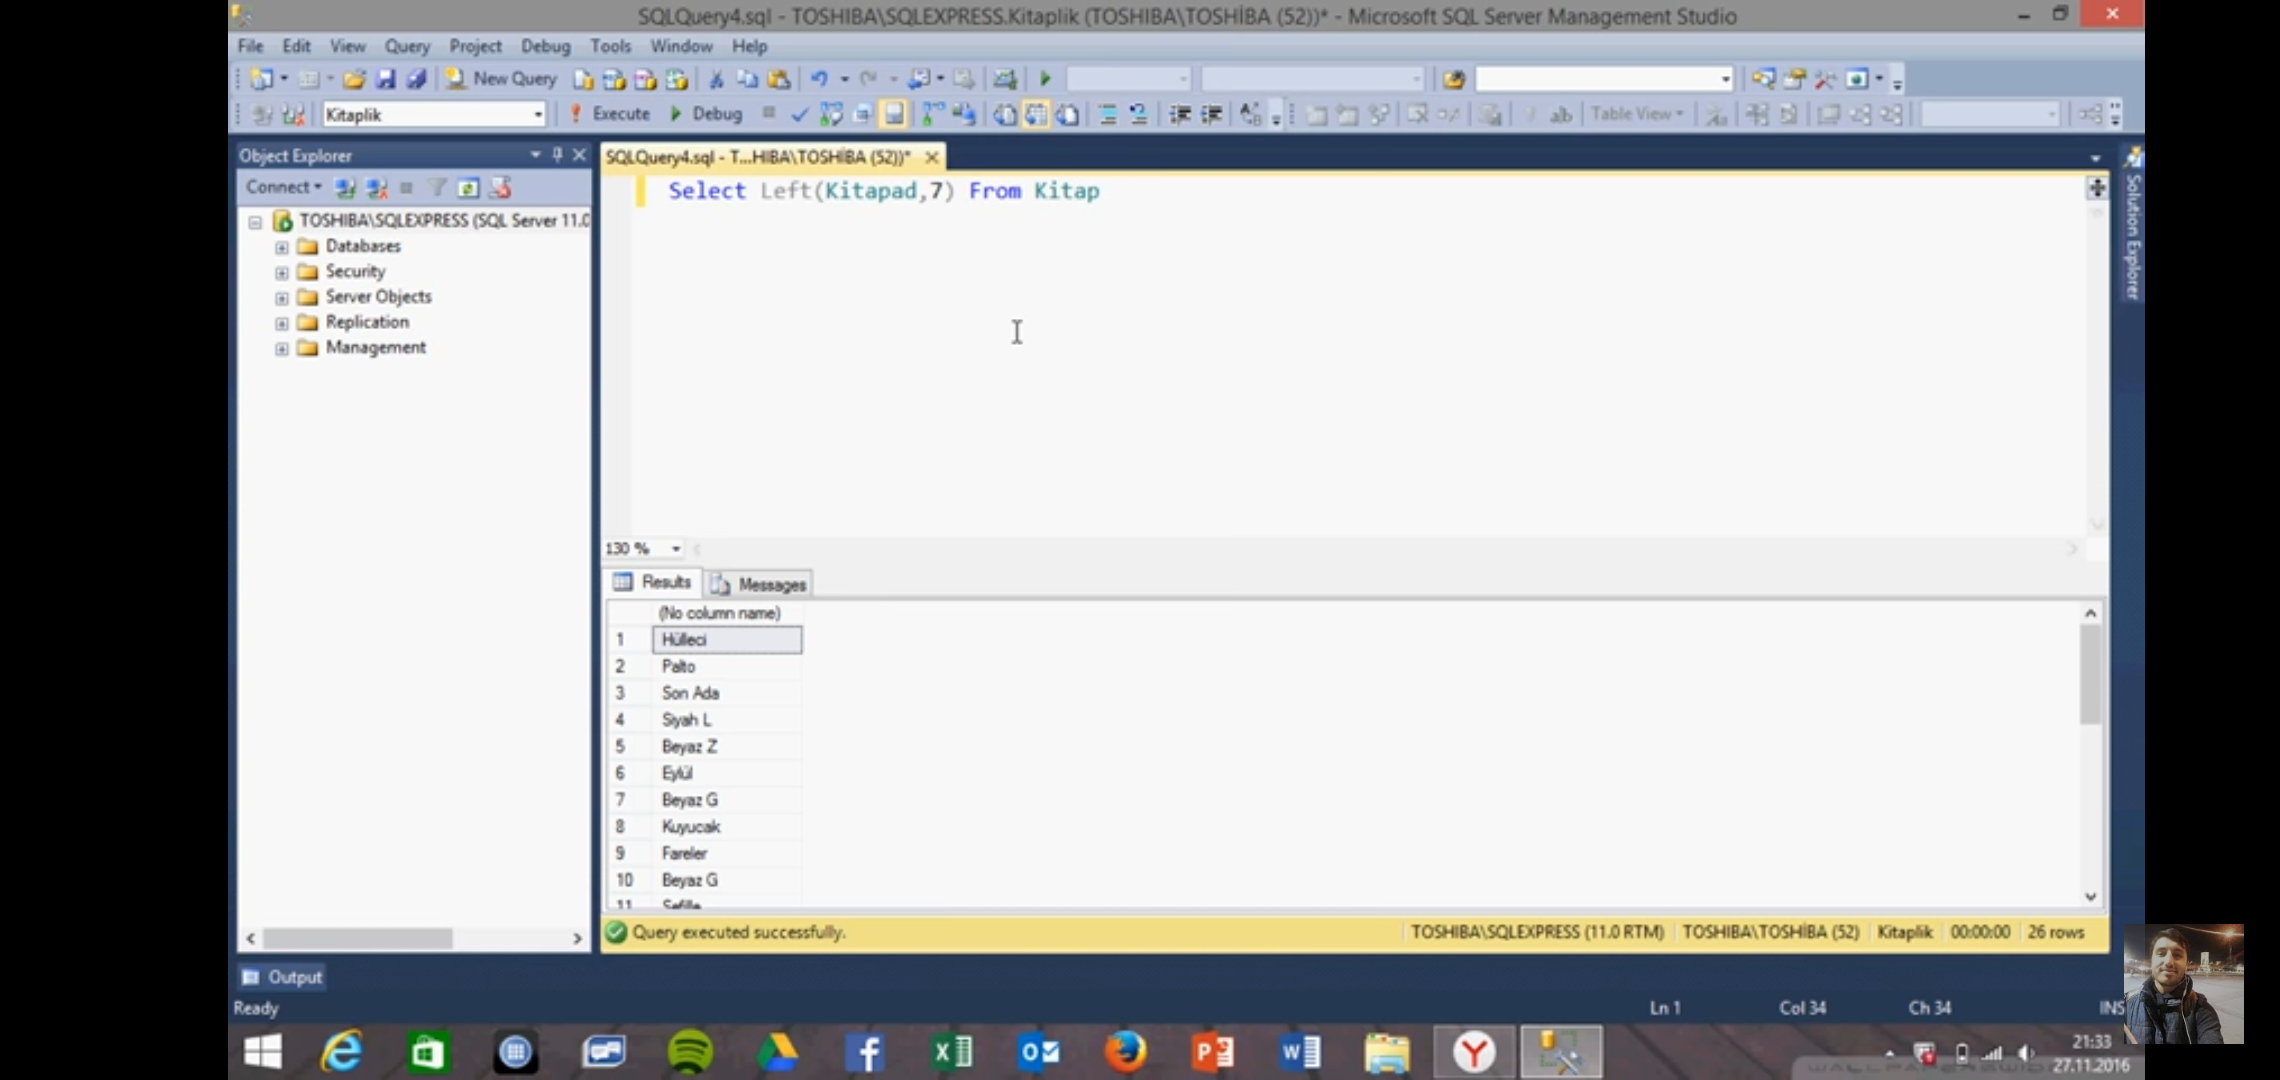 SQLQuery4.sql - TOSHIBA\SQLEXPRESS.Kitaplik (TOSHIBA\TOSHİBA (52))* - Microsoft SQL Server Management Studio
File Edit View Query Project Debug Tools Window Help
New Query
Kitaplik Execute Debug Table View
Object Explorer
SQLQuery4.sql - T...HIBA\TOSHİBA (52))*
Connect
Select Left(Kitapad,7) From Kitap
Solution Explorer
TOSHIBA\SQLEXPRESS (SQL Server 11.0
Databases
Security
Server Objects
Replication
Management
130 %
Results Messages
(No column name)
1 Hülleci
2 Palto
3 Son Ada
4 Siyah L
5 Beyaz Z
6 Eylül
7 Beyaz G
8 Kuyucak
9 Fareler
10 Beyaz G
11 Sefille
Query executed successfully. TOSHIBA\SQLEXPRESS (11.0 RTM) TOSHIBA\TOSHİBA (52) Kitaplik 00:00:00 26 rows
Output
Ready Ln 1 Col 34 Ch 34 INS
21:33
27.11.2016